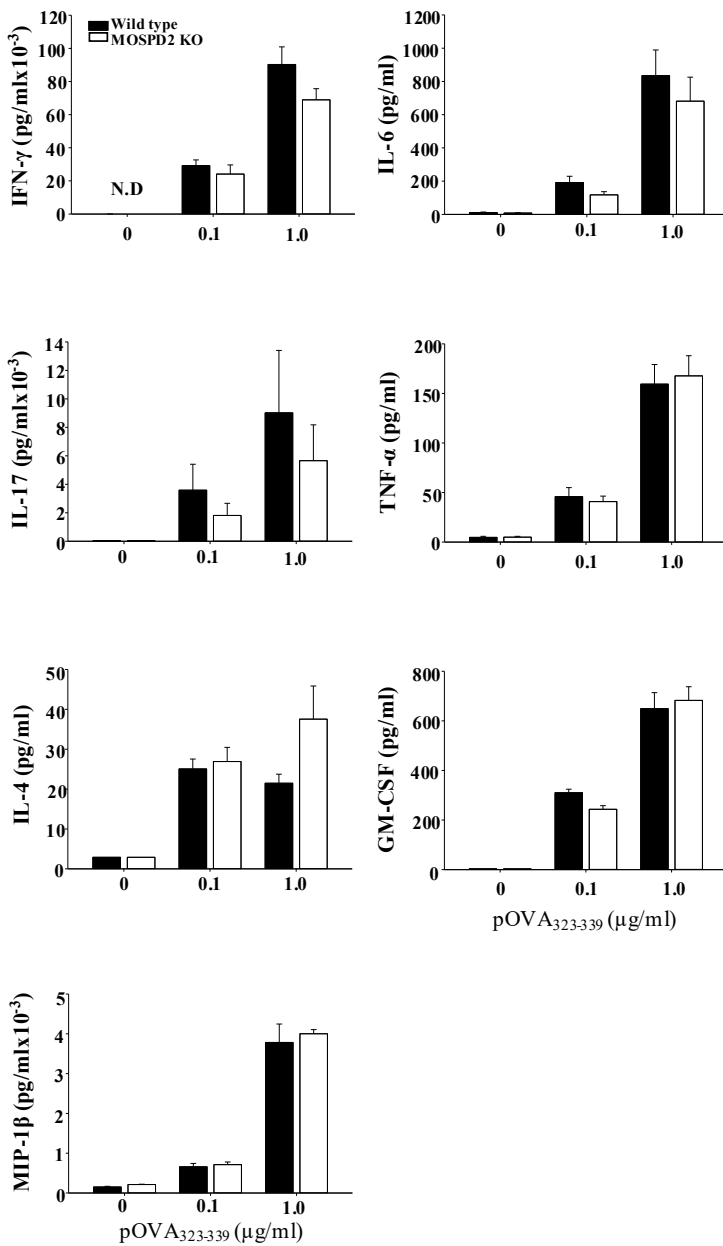 Wild type
MOSPD2 KO
IFN-γ (pg/mlx10⁻³)
120
100
80
60
40
20
0
N.D
0 0.1 1.0
IL-6 (pg/ml)
1200
1000
800
600
400
200
0
0 0.1 1.0
IL-17 (pg/mlx10⁻³)
14
12
10
8
6
4
2
0
0 0.1 1.0
TNF-α (pg/ml)
200
150
100
50
0
0 0.1 1.0
IL-4 (pg/ml)
50
40
30
20
10
0
0 0.1 1.0
GM-CSF (pg/ml)
800
600
400
200
0
0 0.1 1.0
pOVA₃₂₃₋₃₃₉ (µg/ml)
MIP-1β (pg/mlx10⁻³)
5
4
3
2
1
0
0 0.1 1.0
pOVA₃₂₃₋₃₃₉ (µg/ml)